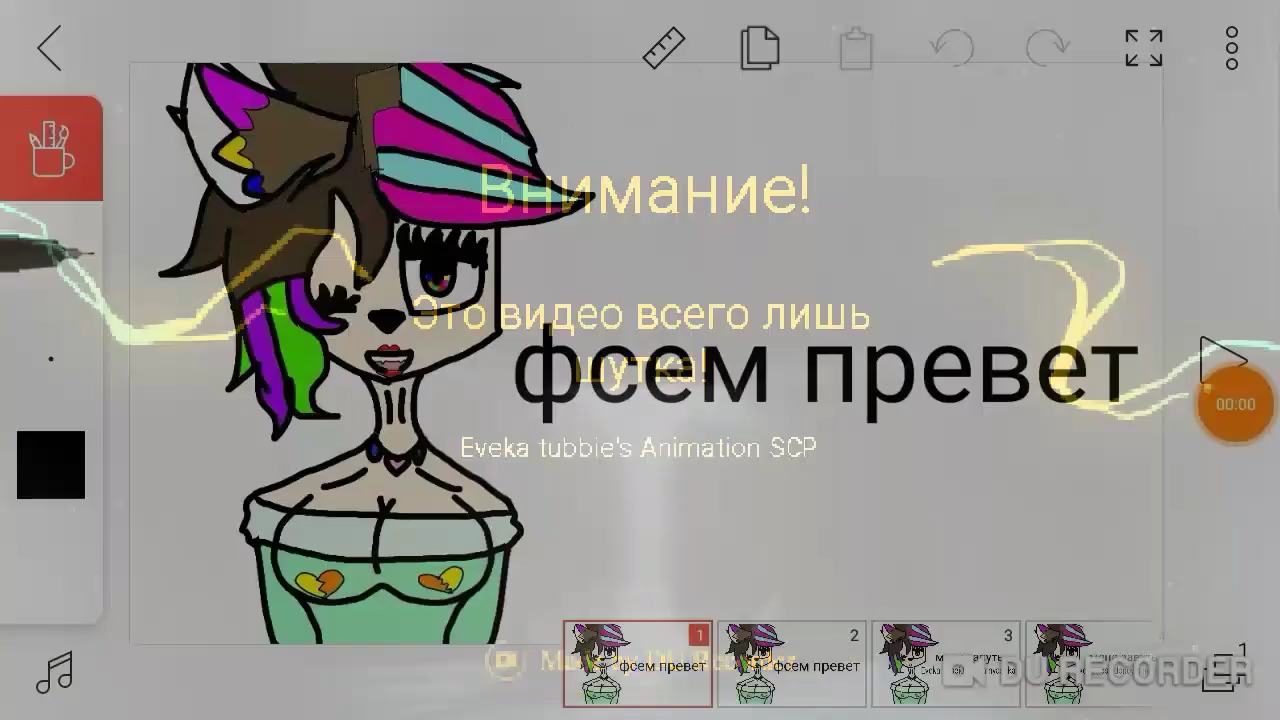 Внимание!
Это видео всего лишь
шутка!
фсем превет
00:00
Eveka tubbie's Animation SCP
1
2
3
фсем превет
фсем превет
1
DU RECORDER